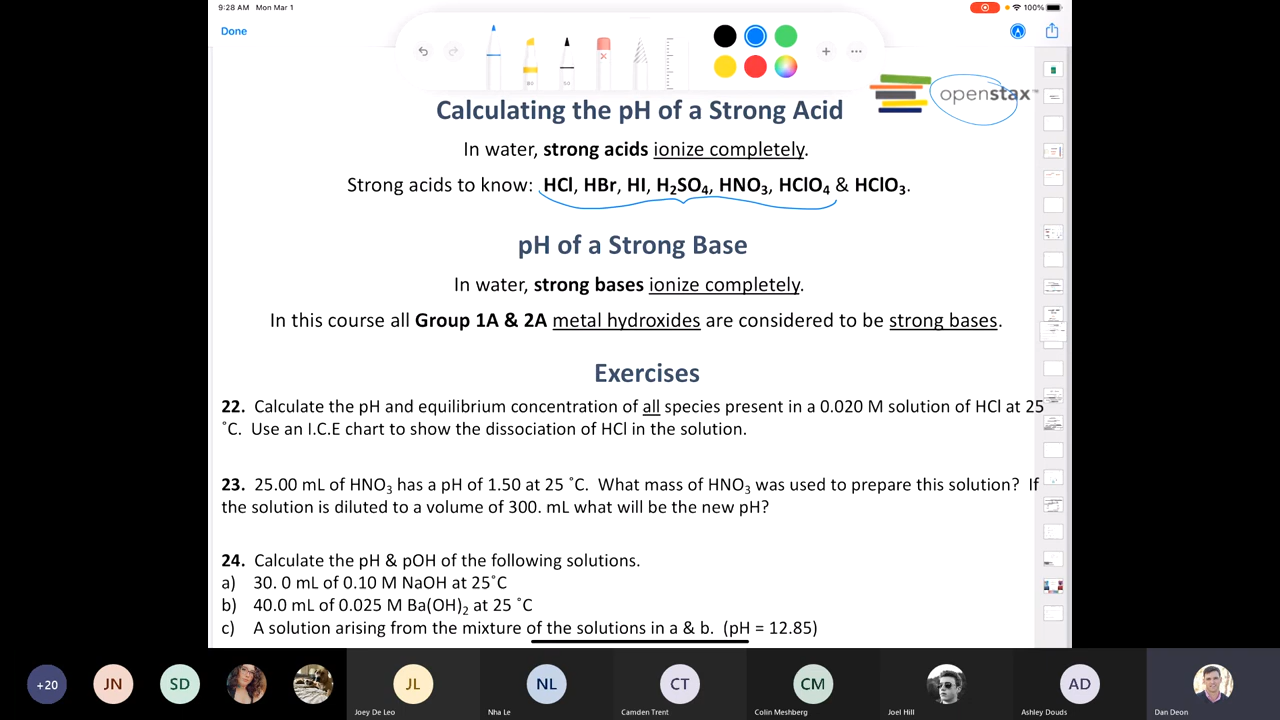 9:28 AM Mon Mar 1
100%
Done
openstax™
Calculating the pH of a Strong Acid
In water, strong acids ionize completely.
Strong acids to know: HCl, HBr, HI, H₂SO₄, HNO₃, HClO₄ & HClO₃.
pH of a Strong Base
In water, strong bases ionize completely.
In this course all Group 1A & 2A metal hydroxides are considered to be strong bases.
Exercises
22. Calculate the pH and equilibrium concentration of all species present in a 0.020 M solution of HCl at 25
˚C. Use an I.C.E chart to show the dissociation of HCl in the solution.
23. 25.00 mL of HNO₃ has a pH of 1.50 at 25 ˚C. What mass of HNO₃ was used to prepare this solution? If
the solution is diluted to a volume of 300. mL what will be the new pH?
24. Calculate the pH & pOH of the following solutions.
a) 30. 0 mL of 0.10 M NaOH at 25˚C
b) 40.0 mL of 0.025 M Ba(OH)₂ at 25 ˚C
c) A solution arising from the mixture of the solutions in a & b. (pH = 12.85)
+20 JN SD JL NL CT CM AD
Joey De Leo Nha Le Camden Trent Colin Meshberg Joel Hill Ashley Douds Dan Deon